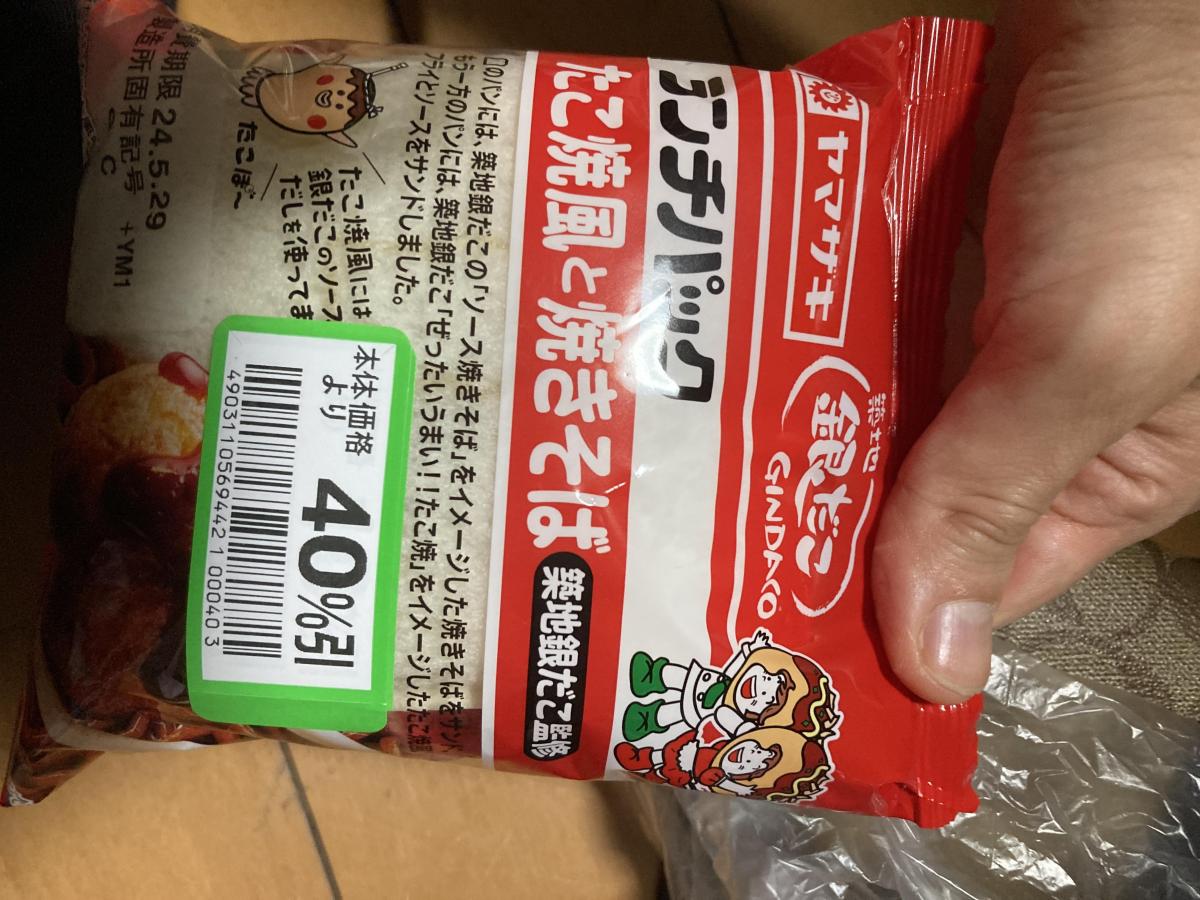 ヤマザキ
築地
銀だこ
GINDACO
ランチパック
たこ焼風と焼きそば
築地銀だこ監修
のパンには、築地銀だこの「ソース焼きそば」をイメージした焼きそばをサンド
もう一方のパンには、築地銀だこ「ぜったいうまい!!たこ焼」をイメージしたたこ焼風
フライとソースをサンドしました。
たこ焼風には
銀だこのソース
だしを使ってま
たこぽ~
本体価格
より
40%引
4903110569442 1 000403
期限 24.5.29
製造所固有記号 +YM1
C